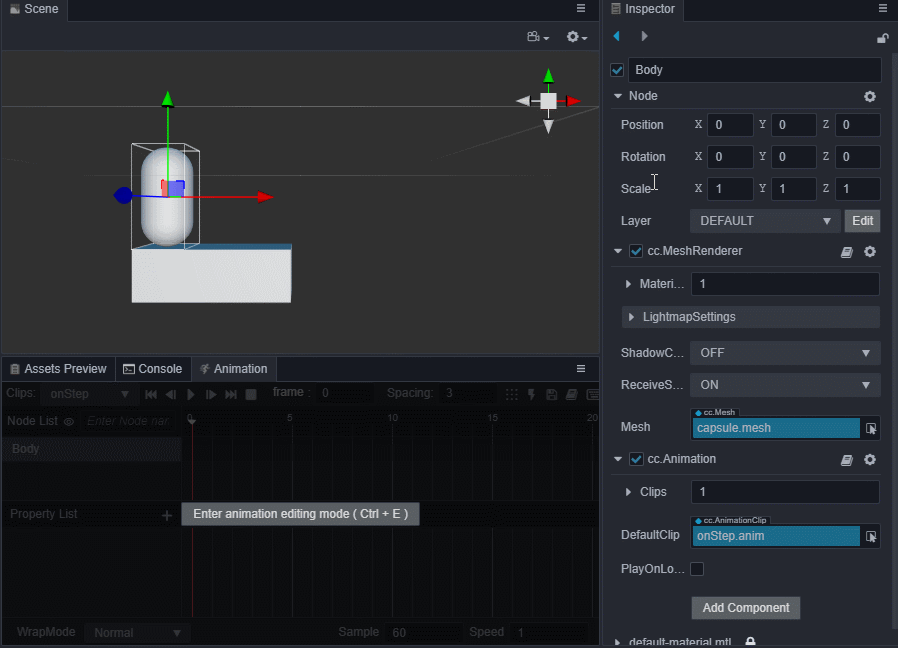 Scene
Inspector
Body
Node
Position X 0 Y 0 Z 0
Rotation X 0 Y 0 Z 0
Scale X 1 Y 1 Z 1
Layer DEFAULT Edit
cc.MeshRenderer
Materi... 1
LightmapSettings
ShadowC... OFF
ReceiveS... ON
cc.Mesh
Mesh capsule.mesh
cc.Animation
Clips 1
cc.AnimationClip
DefaultClip onStep.anim
PlayOnLo...
Add Component
default-material.mtl
Assets Preview Console Animation
Clips: onStep frame : 0 Spacing: 3
Node List Enter Node nar 0 5 10 15 20
Body
Property List +
Enter animation editing mode ( Ctrl + E )
WrapMode Normal Sample 60 Speed 1